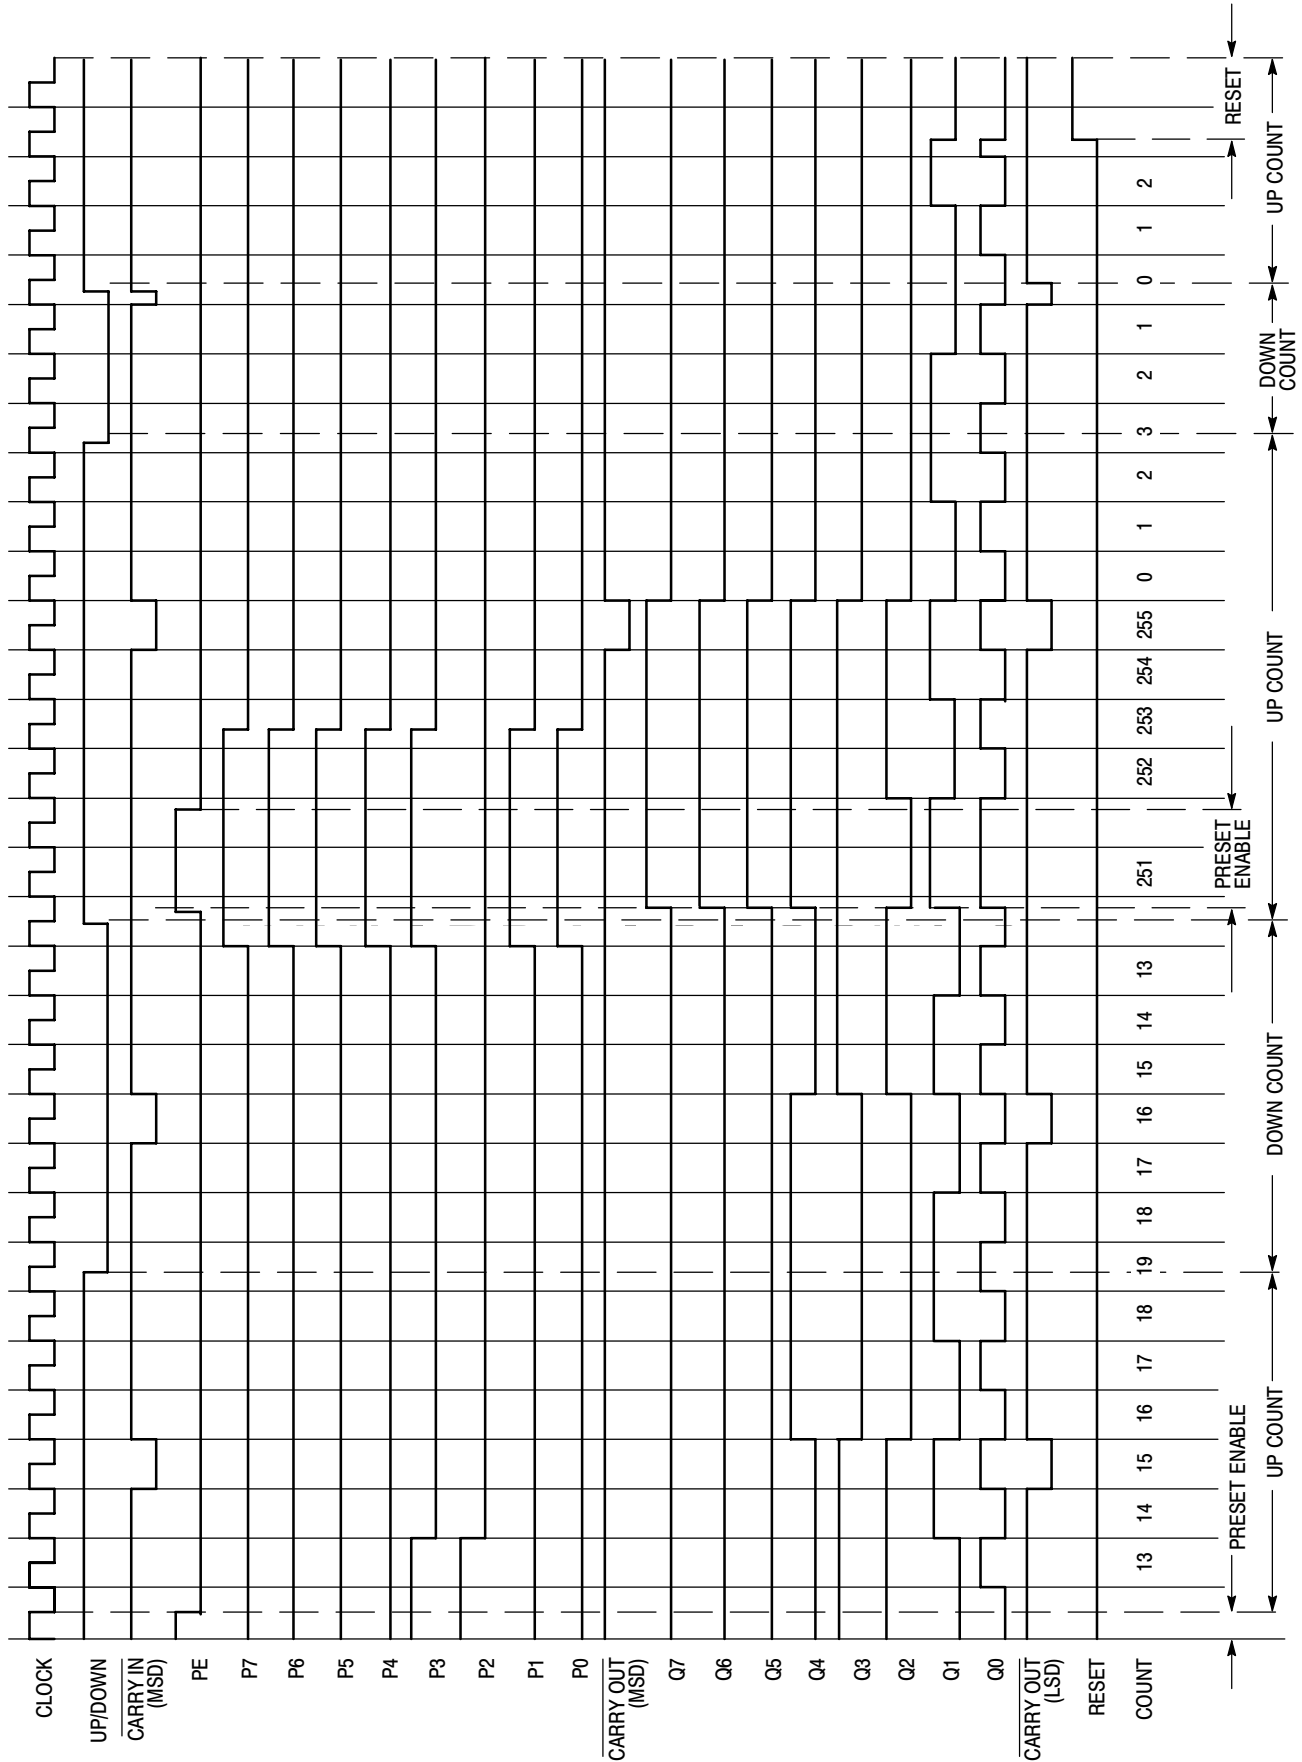 CLOCK
UP/DOWN
CARRY IN
(MSD)
PE
P7
P6
P5
P4
P3
P2
P1
P0
CARRY OUT
(MSD)
Q7
Q6
Q5
Q4
Q3
Q2
Q1
Q0
CARRY OUT
(LSD)
RESET
COUNT 13 14 15 16 17 18 19 18 17 16 15 14 13 251 252 253 254 255 0 1 2 3 2 1 0 1 2
PRESET ENABLE
PRESET
ENABLE
RESET
UP COUNT
DOWN COUNT
UP COUNT
DOWN
COUNT
UP COUNT